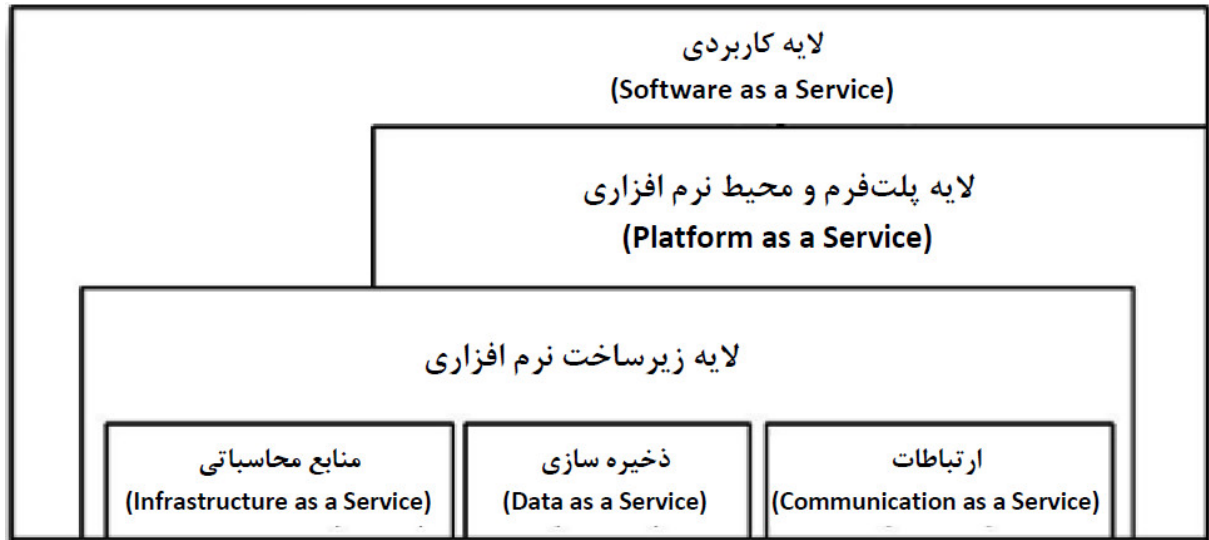 لایه کاربردی
(Software as a Service)
لایه پلت‌فرم و محیط نرم افزاری
(Platform as a Service)
لایه زیرساخت نرم افزاری
منابع محاسباتی
(Infrastructure as a Service)
ذخیره سازی
(Data as a Service)
ارتباطات
(Communication as a Service)